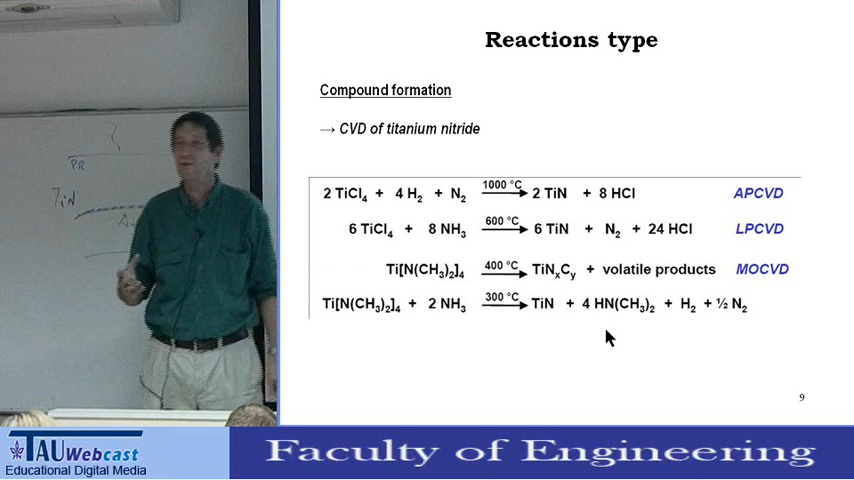 Reactions type
Compound formation
→ CVD of titanium nitride
2 TiCl₄ + 4 H₂ + N₂ 1000 °C → 2 TiN + 8 HCl APCVD
6 TiCl₄ + 8 NH₃ 600 °C → 6 TiN + N₂ + 24 HCl LPCVD
Ti[N(CH₃)₂]₄ 400 °C → TiNₓCᵧ + volatile products MOCVD
Ti[N(CH₃)₂]₄ + 2 NH₃ 300 °C → TiN + 4 HN(CH₃)₂ + H₂ + ½ N₂
9
PR
TiN
TAU Webcast
Educational Digital Media
Faculty of Engineering